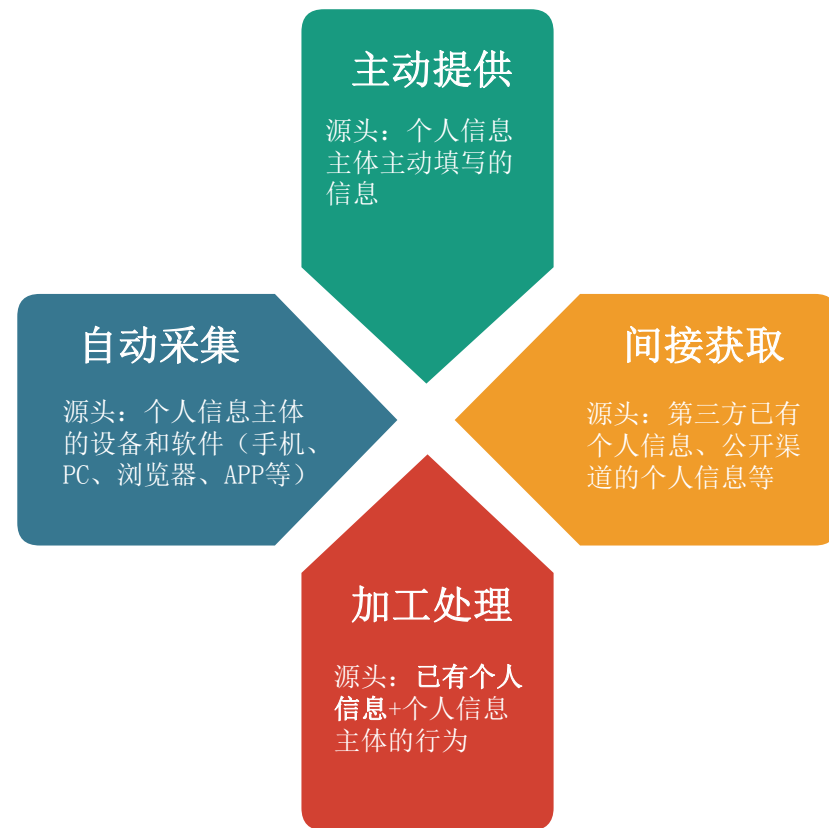 主动提供
源头：个人信息
主体主动填写的
信息
自动采集
源头：个人信息主体
的设备和软件（手机、
PC、浏览器、APP等）
间接获取
源头：第三方已有
个人信息、公开渠
道的个人信息等
加工处理
源头：已有个人
信息+个人信息
主体的行为